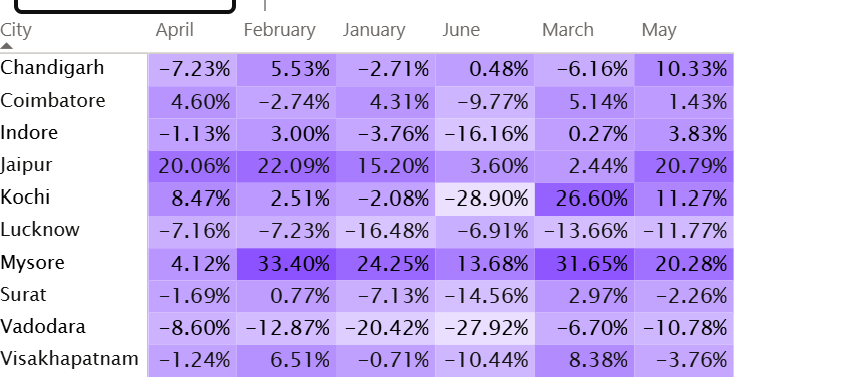 City April February January June March May
Chandigarh −7.23% 5.53% −2.71% 0.48% −6.16% 10.33%
Coimbatore 4.60% −2.74% 4.31% −9.77% 5.14% 1.43%
Indore −1.13% 3.00% −3.76% −16.16% 0.27% 3.83%
Jaipur 20.06% 22.09% 15.20% 3.60% 2.44% 20.79%
Kochi 8.47% 2.51% −2.08% −28.90% 26.60% 11.27%
Lucknow −7.16% −7.23% −16.48% −6.91% −13.66% −11.77%
Mysore 4.12% 33.40% 24.25% 13.68% 31.65% 20.28%
Surat −1.69% 0.77% −7.13% −14.56% 2.97% −2.26%
Vadodara −8.60% −12.87% −20.42% −27.92% −6.70% −10.78%
Visakhapatnam −1.24% 6.51% −0.71% −10.44% 8.38% −3.76%